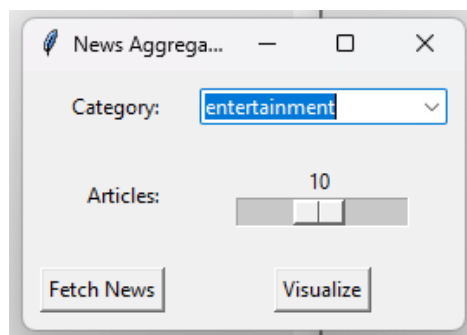 News Aggrega...
Category: entertainment
10
Articles:
Fetch News Visualize